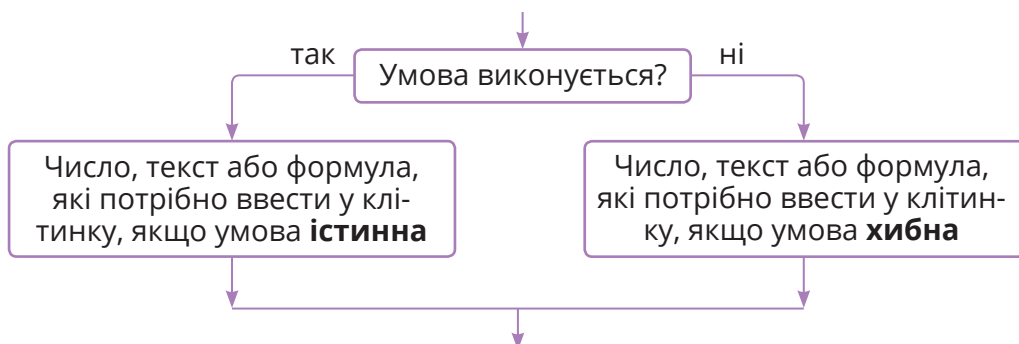 так
ні
Умова виконується?
Число, текст або формула,
які потрібно ввести у клі-
тинку, якщо умова істинна
Число, текст або формула,
які потрібно ввести у клітин-
ку, якщо умова хибна